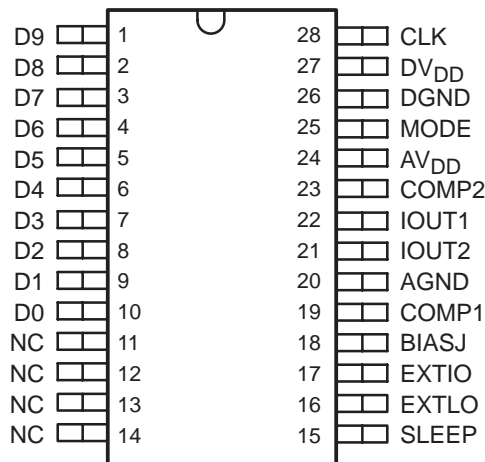 D9 1 28 CLK
D8 2 27 DVDD
D7 3 26 DGND
D6 4 25 MODE
D5 5 24 AVDD
D4 6 23 COMP2
D3 7 22 IOUT1
D2 8 21 IOUT2
D1 9 20 AGND
D0 10 19 COMP1
NC 11 18 BIASJ
NC 12 17 EXTIO
NC 13 16 EXTLO
NC 14 15 SLEEP